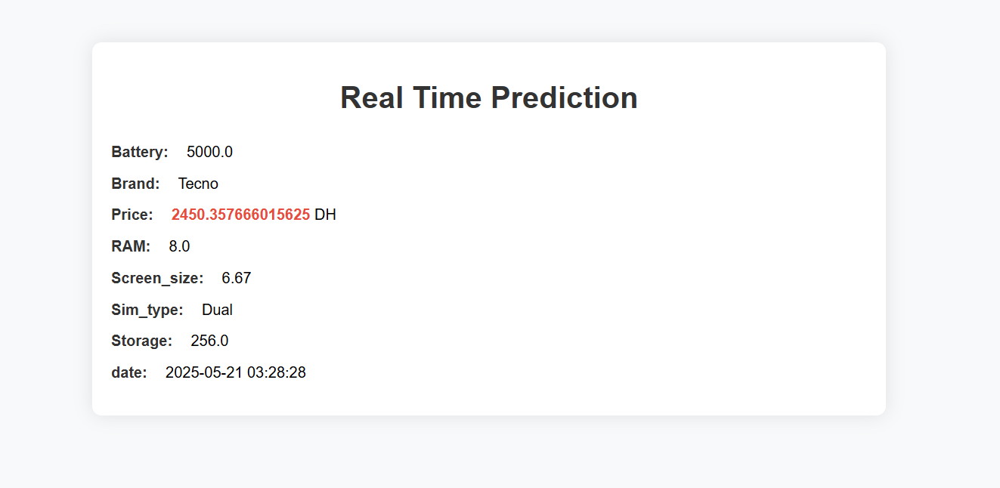 Real Time Prediction
Battery: 5000.0
Brand: Tecno
Price: 2450.357666015625 DH
RAM: 8.0
Screen_size: 6.67
Sim_type: Dual
Storage: 256.0
date: 2025-05-21 03:28:28